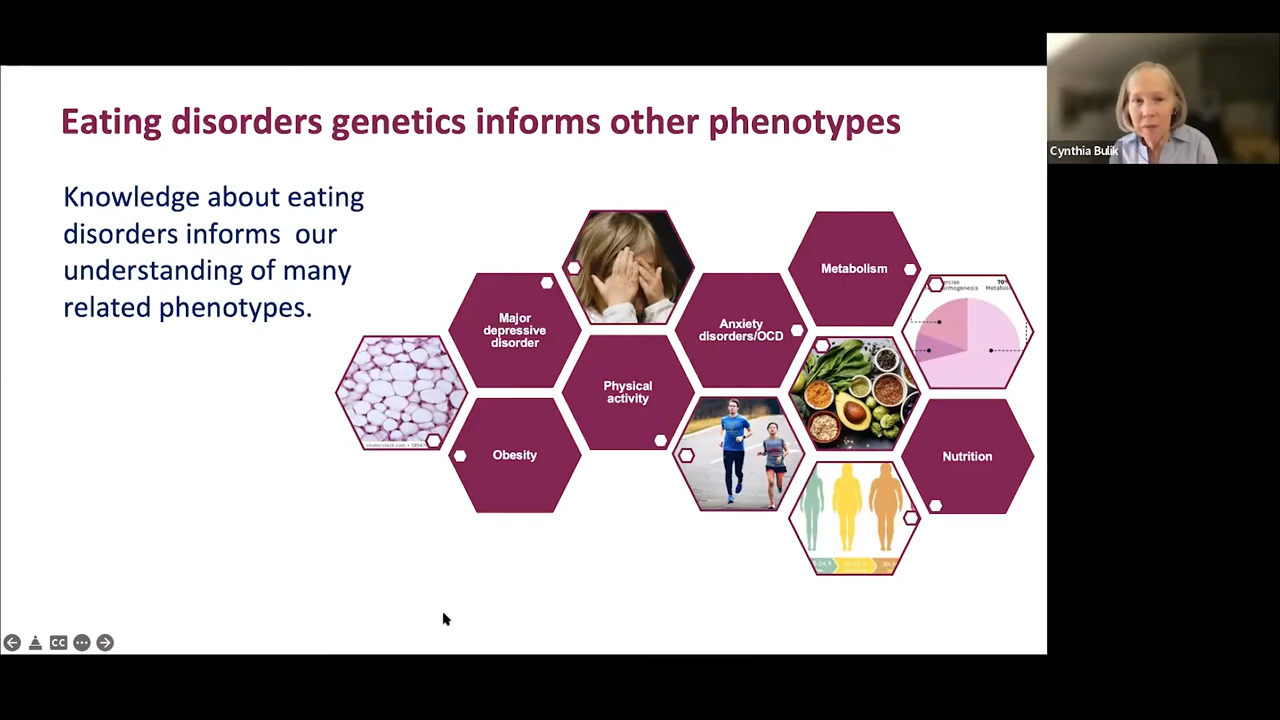 Eating disorders genetics informs other phenotypes
Knowledge about eating
disorders informs our
understanding of many
related phenotypes.
Major
depressive
disorder
Obesity
Physical
activity
Anxiety
disorders/OCD
Metabolism
Nutrition
CC
Cynthia Bulik